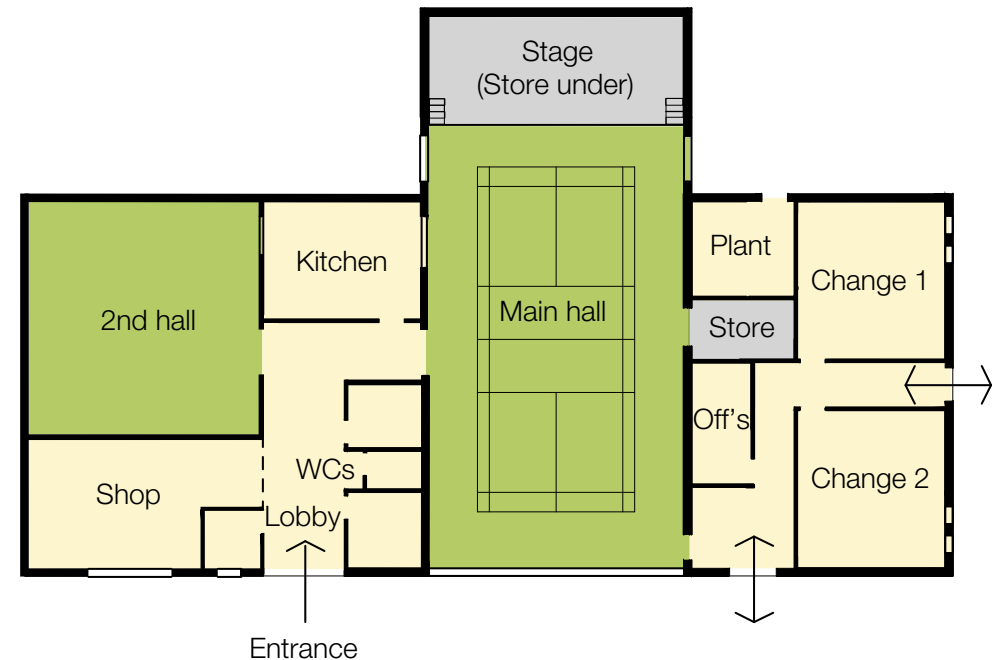 Stage
(Store under)
Plant
Kitchen
Change 1
Main hall
2nd hall
Store
Off's
WCs
Change 2
Shop
Lobby
Entrance